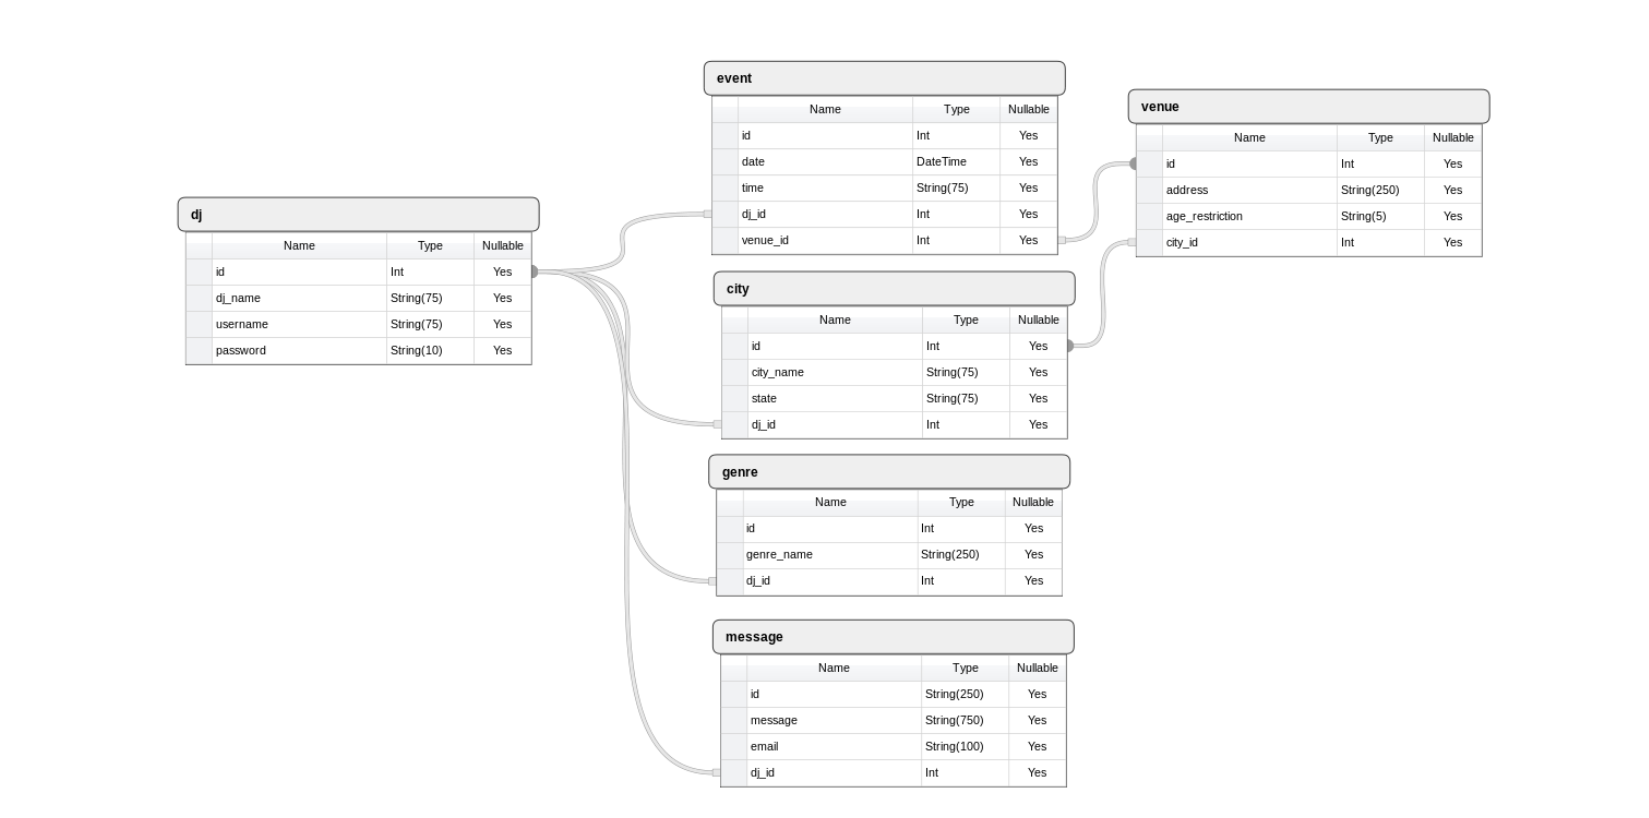 dj
Name Type Nullable
id Int Yes
dj_name String(75) Yes
username String(75) Yes
password String(10) Yes
event
Name Type Nullable
id Int Yes
date DateTime Yes
time String(75) Yes
dj_id Int Yes
venue_id Int Yes
city
Name Type Nullable
id Int Yes
city_name String(75) Yes
state String(75) Yes
dj_id Int Yes
genre
Name Type Nullable
id Int Yes
genre_name String(250) Yes
dj_id Int Yes
message
Name Type Nullable
id String(250) Yes
message String(750) Yes
email String(100) Yes
dj_id Int Yes
venue
Name Type Nullable
id Int Yes
address String(250) Yes
age_restriction String(5) Yes
city_id Int Yes